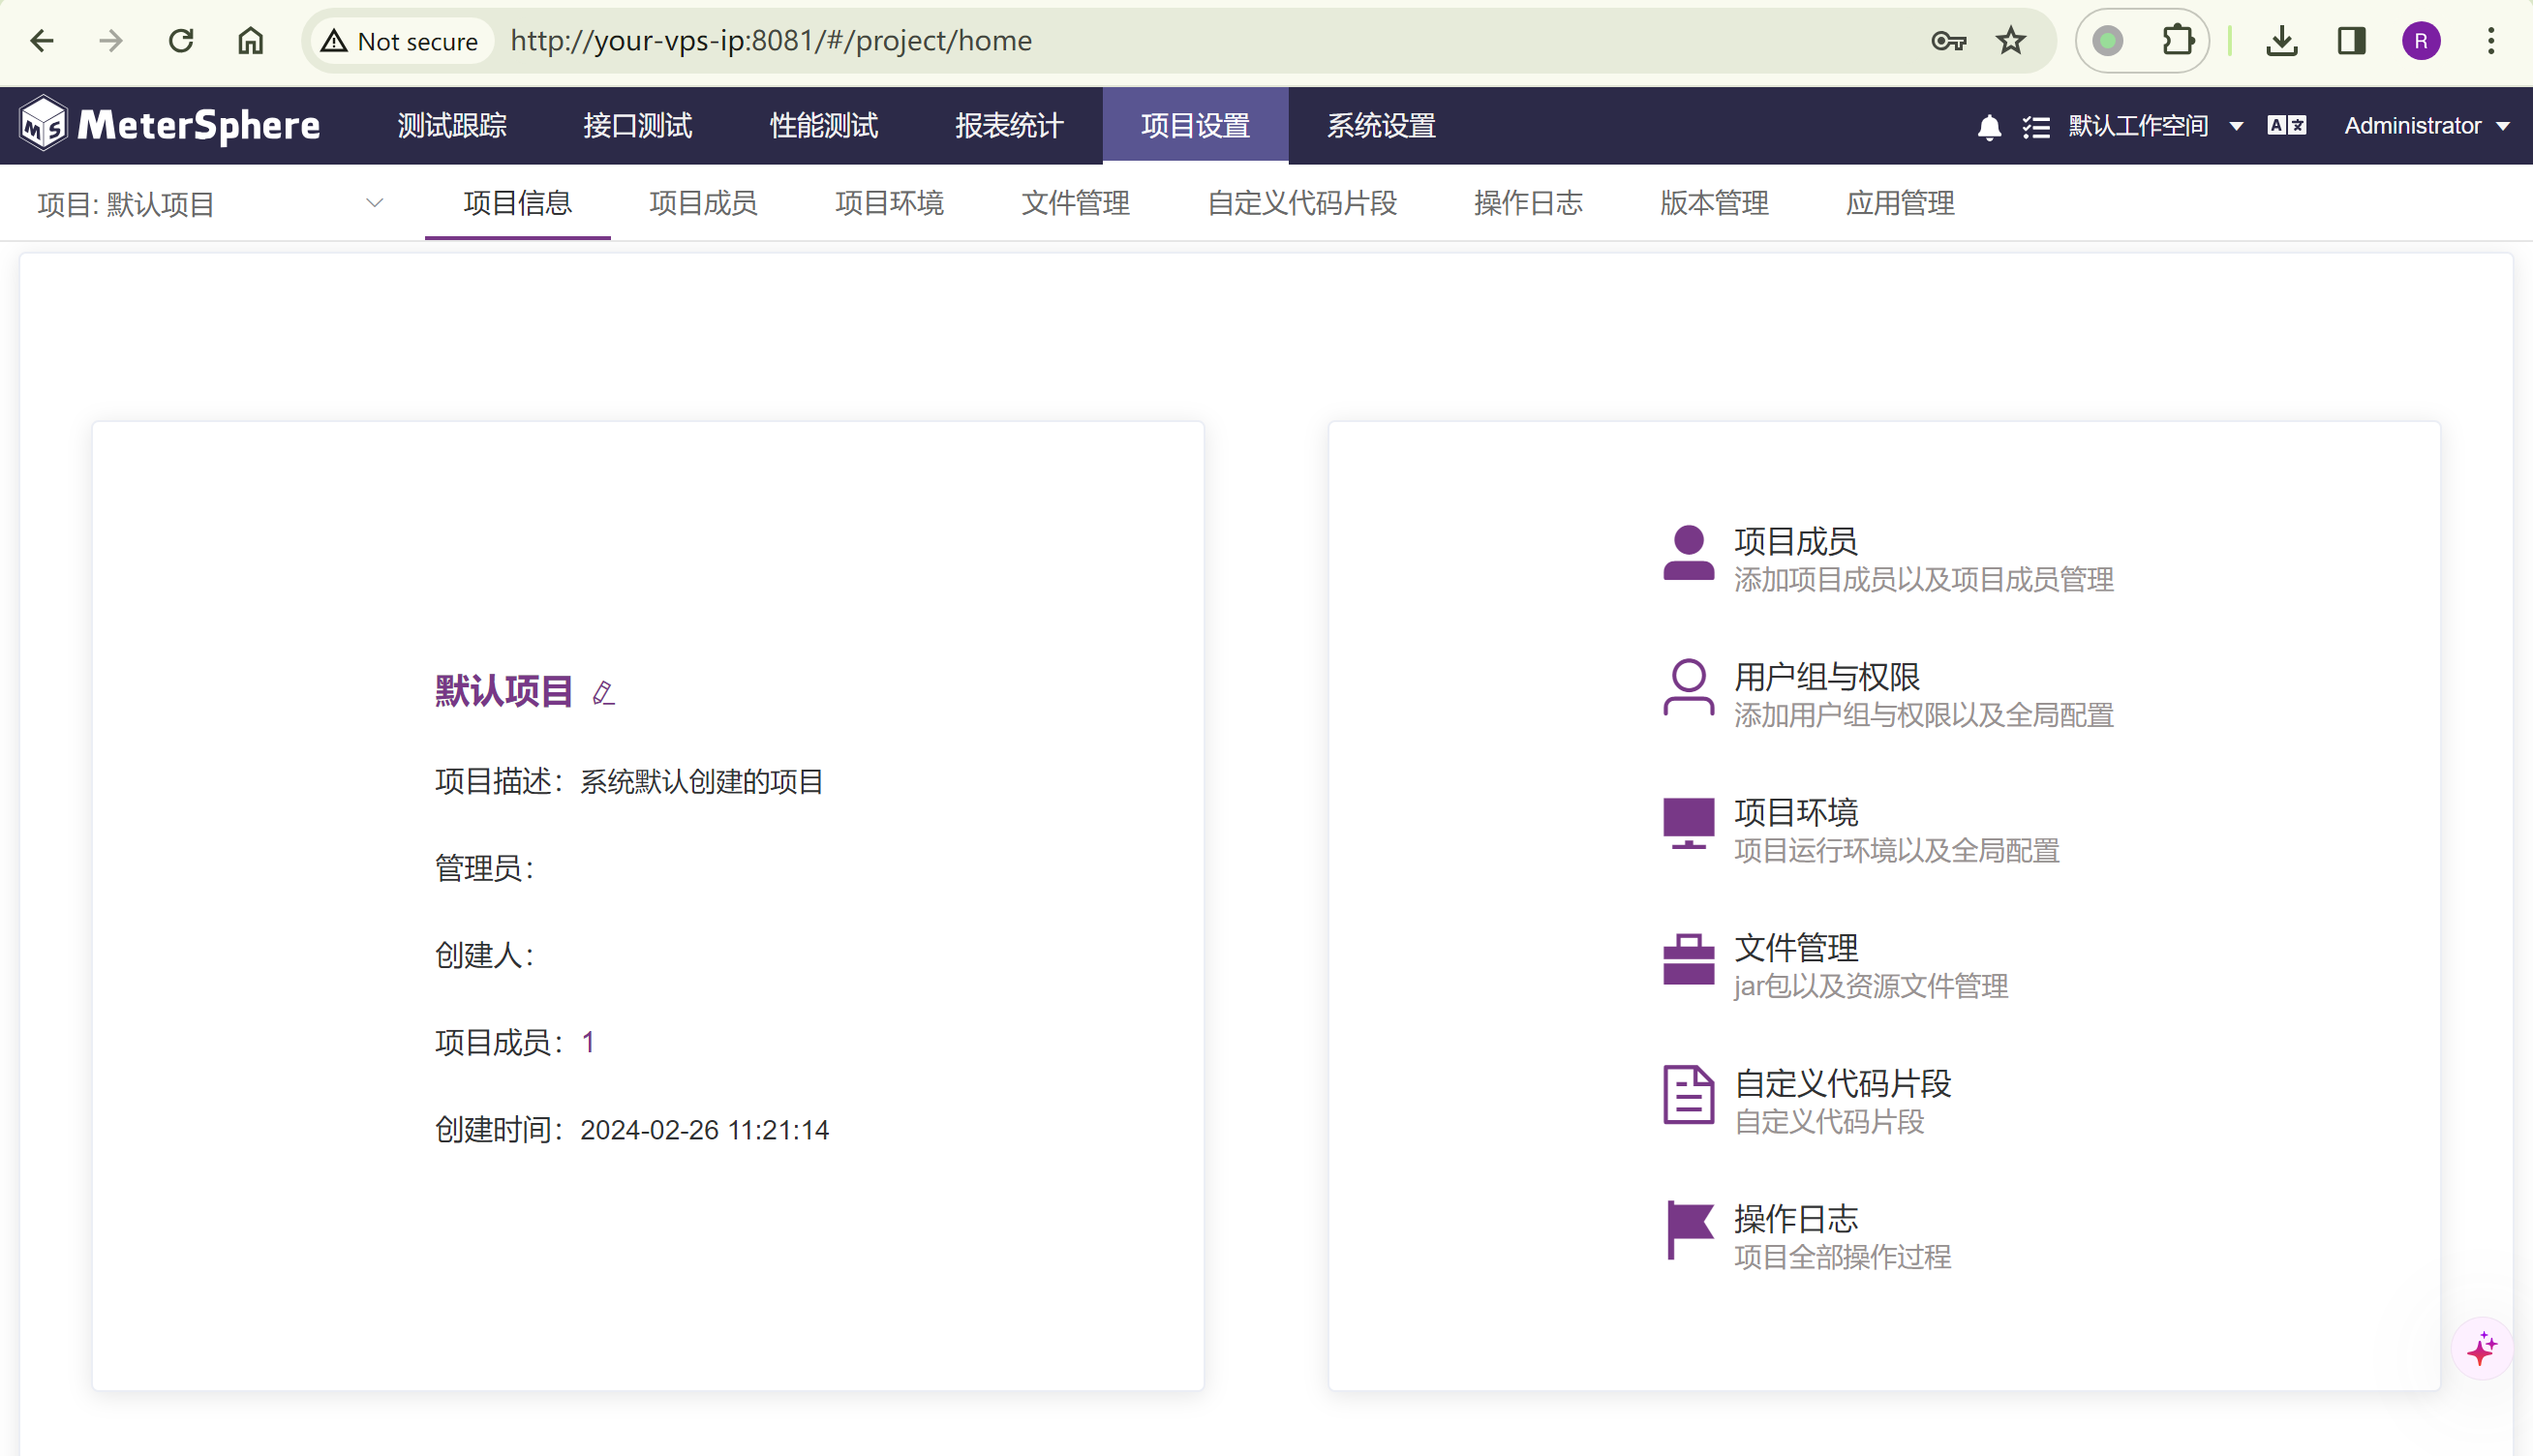 Not secure http://your-vps-ip:8081/#/project/home R
MeterSphere 测试跟踪 接口测试 性能测试 报表统计 项目设置 系统设置 默认工作空间 Administrator
项目: 默认项目 项目信息 项目成员 项目环境 文件管理 自定义代码片段 操作日志 版本管理 应用管理
默认项目
项目描述：系统默认创建的项目
管理员：
创建人：
项目成员：1
创建时间：2024-02-26 11:21:14
项目成员
添加项目成员以及项目成员管理
用户组与权限
添加用户组与权限以及全局配置
项目环境
项目运行环境以及全局配置
文件管理
jar包以及资源文件管理
自定义代码片段
自定义代码片段
操作日志
项目全部操作过程